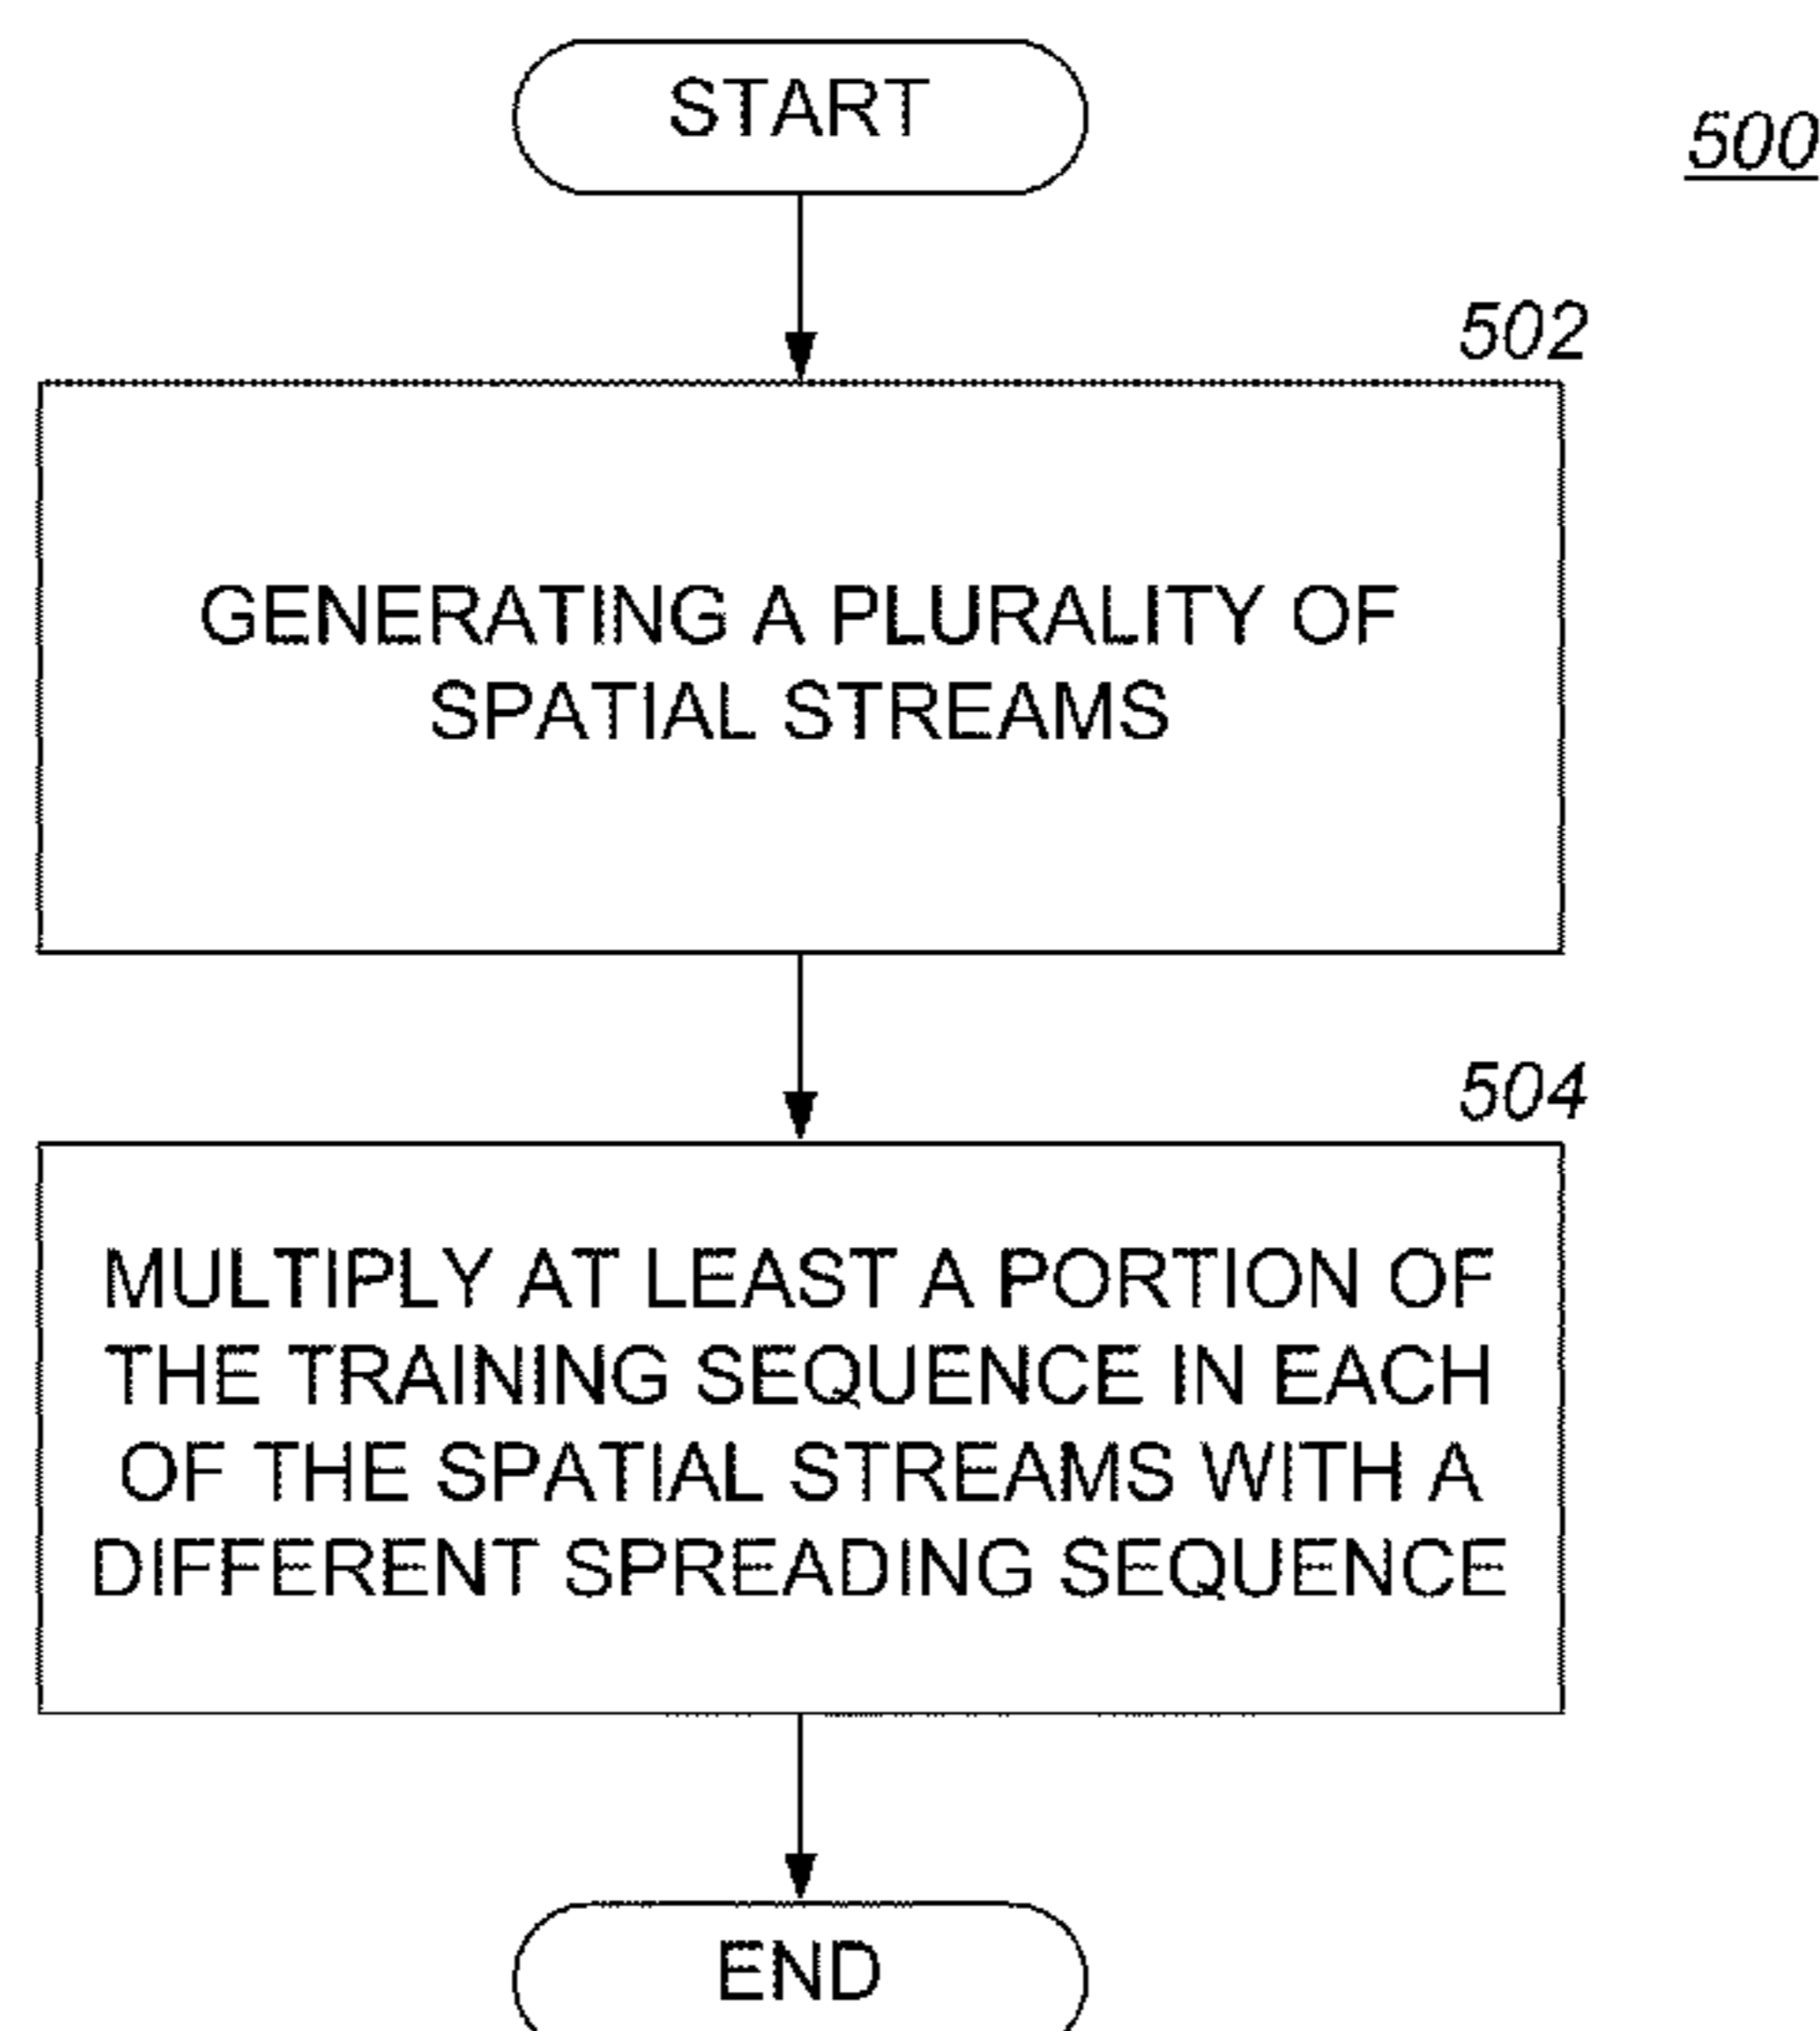 START
500
502
GENERATING A PLURALITY OF
SPATIAL STREAMS
504
MULTIPLY AT LEAST A PORTION OF
THE TRAINING SEQUENCE IN EACH
OF THE SPATIAL STREAMS WITH A
DIFFERENT SPREADING SEQUENCE
END